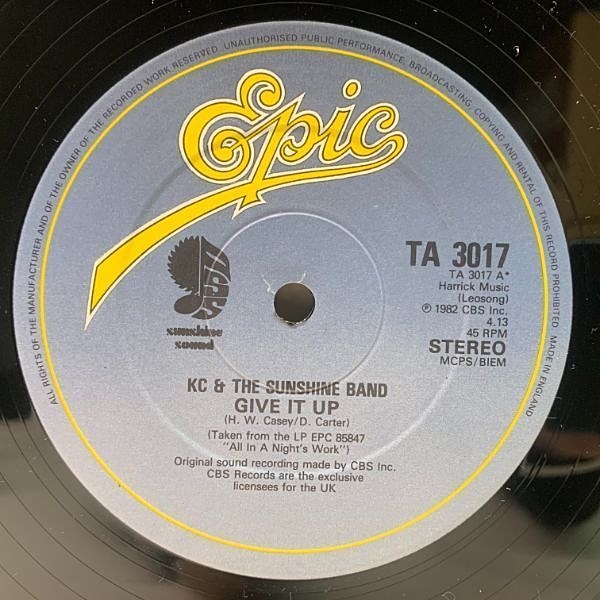 ALL RIGHTS OF THE MANUFACTURER AND OF THE OWNER OF THE RECORDED WORK RESERVED. UNAUTHORISED PUBLIC PERFORMANCE, BROADCASTING, COPYING AND RENTAL OF THIS RECORD PROHIBITED. MADE IN ENGLAND
Epic
TA 3017
TA 3017 A*
Harrick Music
(Leosong)
℗ 1982 CBS Inc.
4.13
45 RPM
STEREO
MCPS/BIEM
sunshine
sound
KC & THE SUNSHINE BAND
GIVE IT UP
(H. W. Casey/D. Carter)
(Taken from the LP EPC 85847
"All In A Night's Work")
Original sound recording made by CBS Inc.
CBS Records are the exclusive
licensees for the UK